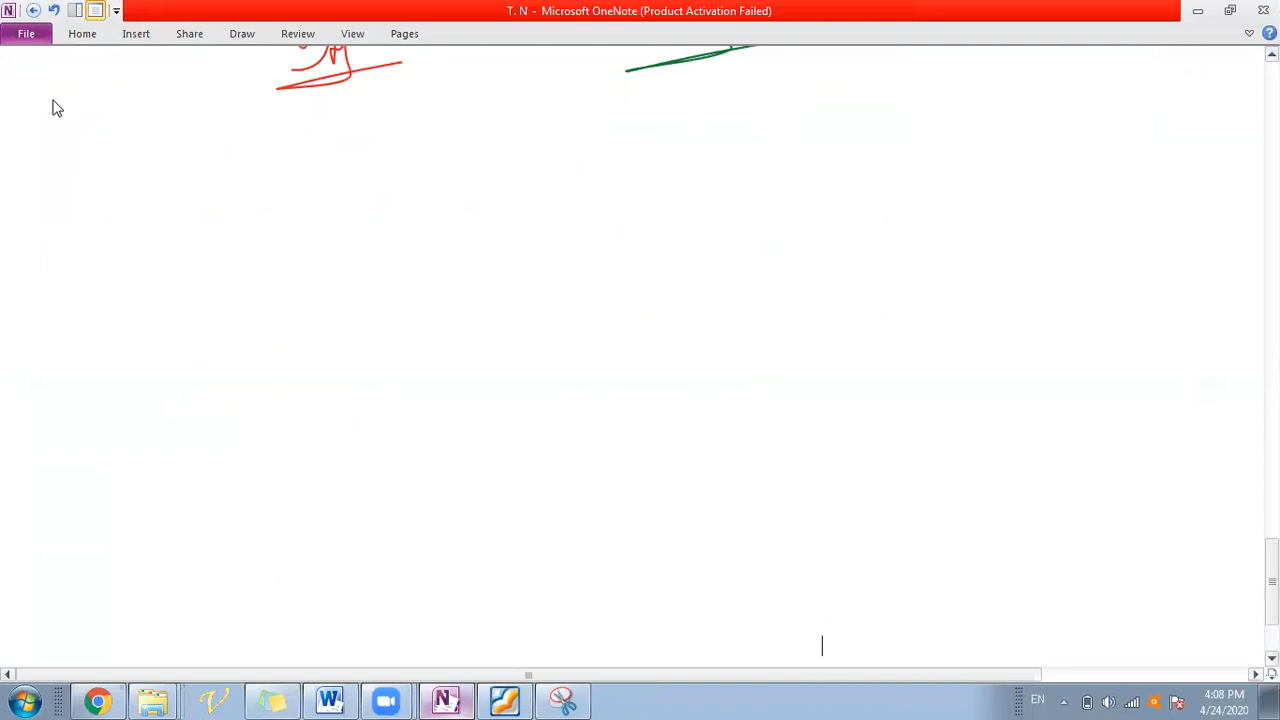 T. N - Microsoft OneNote (Product Activation Failed)
File Home Insert Share Draw Review View Pages
EN
4:08 PM
4/24/2020